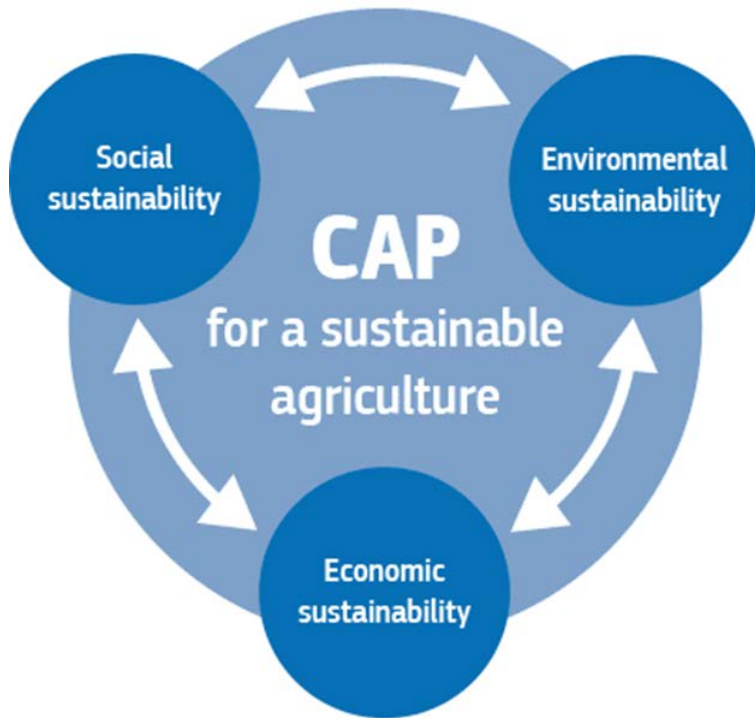 Social
sustainability
Environmental
sustainability
CAP
for a sustainable
agriculture
Economic
sustainability